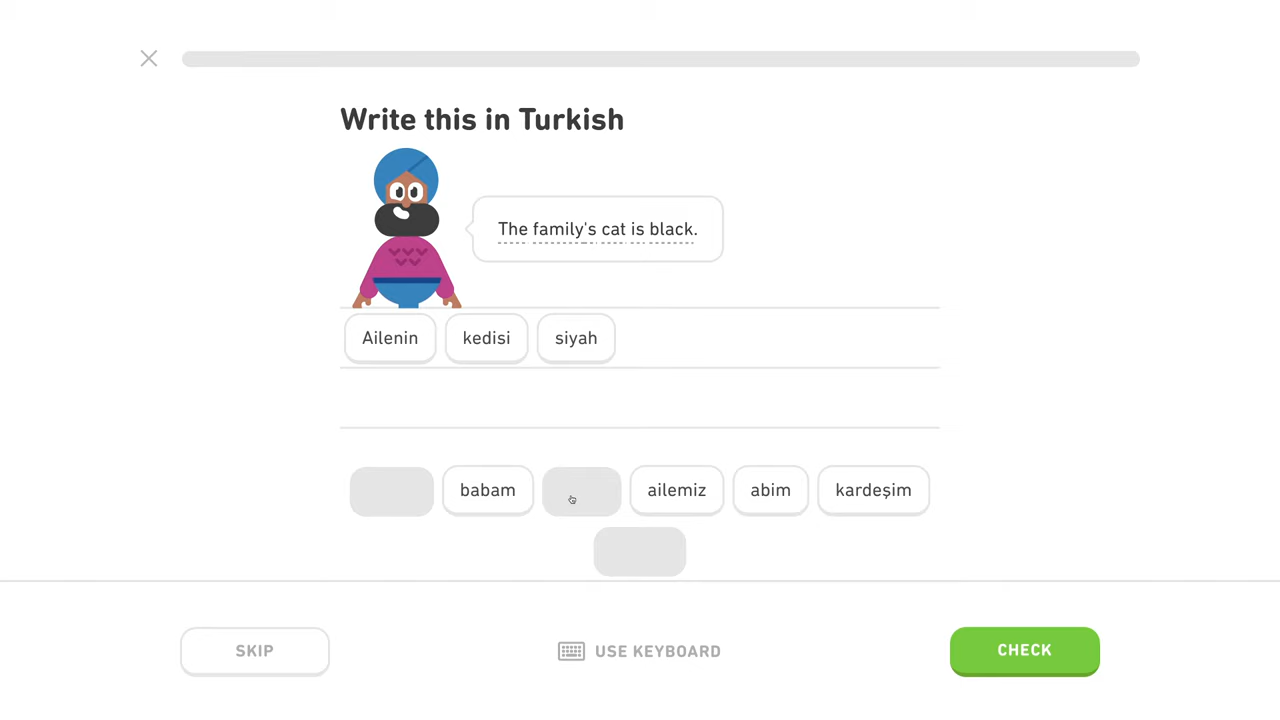 Write this in Turkish
The family's cat is black.
Ailenin kedisi siyah
babam ailemiz abim kardeşim
SKIP USE KEYBOARD CHECK